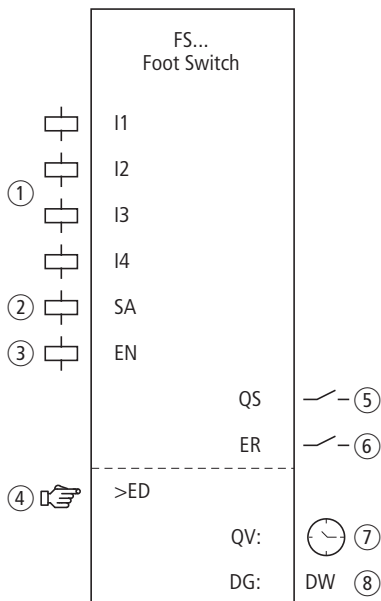 FS...
Foot Switch
I1
1
I2
I3
I4
2 SA
3 EN
QS 5
ER 6
4 >ED
QV: 7
DG: DW 8